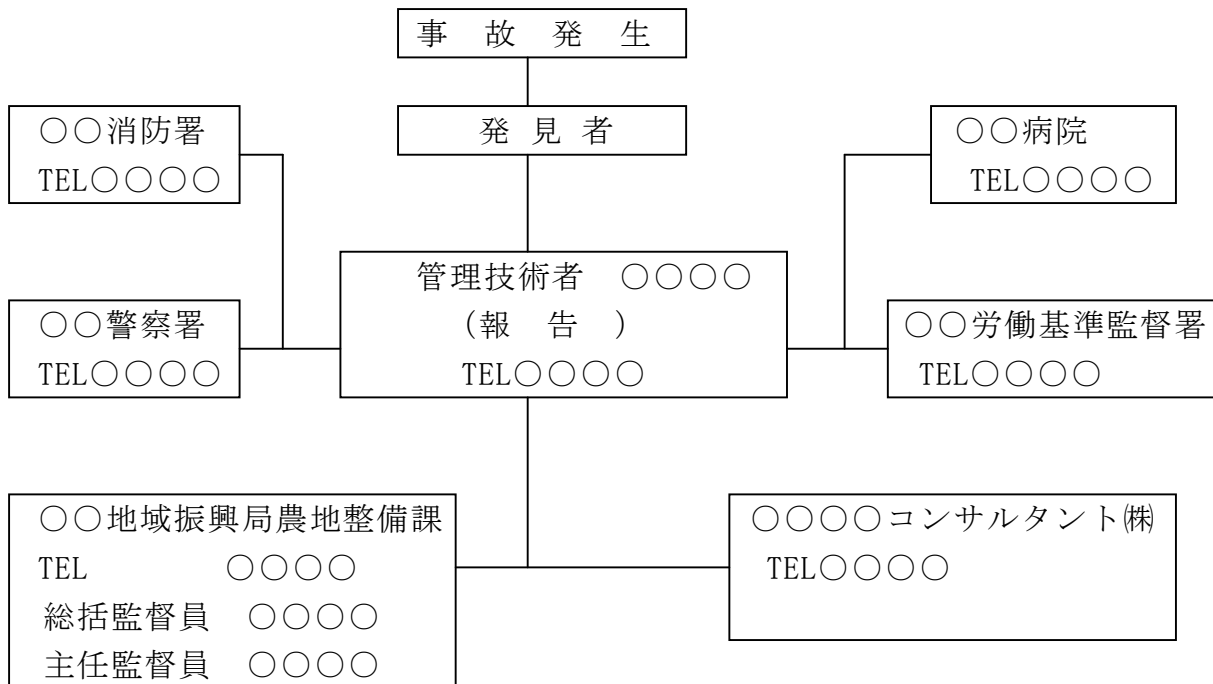 事　故　発　生
発 見 者
○○消防署
TEL○○○○
○○病院
TEL○○○○
管理技術者　○○○○
（報　告　）
TEL○○○○
○○警察署
TEL○○○○
○○労働基準監督署
TEL○○○○
○○地域振興局農地整備課
TEL　　　　○○○○
総括監督員　○○○○
主任監督員　○○○○
○○○○コンサルタント㈱
TEL○○○○